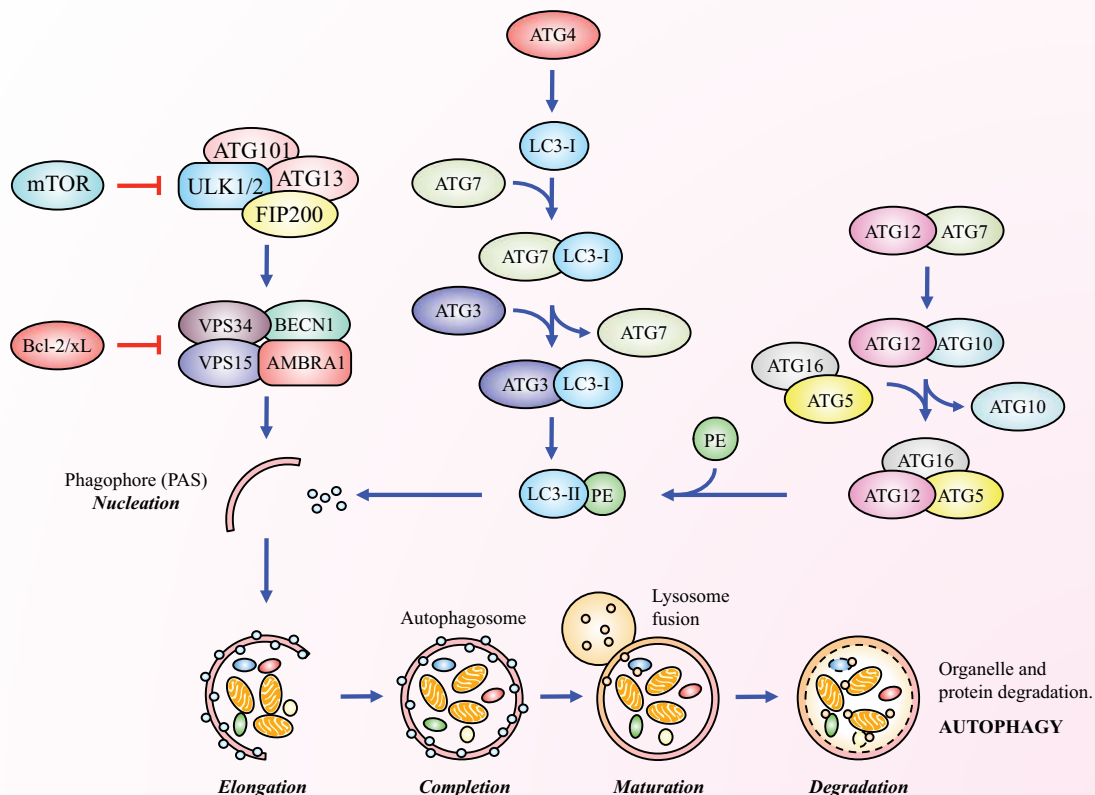 ATG4
LC3-I
ATG7
ATG7
LC3-I
ATG3
ATG7
ATG3
LC3-I
LC3-II
PE
PE
mTOR
ATG101
ULK1/2
ATG13
FIP200
Bcl-2/xL
VPS34
BECN1
VPS15
AMBRA1
ATG12
ATG7
ATG12
ATG10
ATG16
ATG5
ATG10
ATG16
ATG12
ATG5
Phagophore (PAS)
Nucleation
Autophagosome
Lysosome
fusion
Organelle and
protein degradation.
AUTOPHAGY
Elongation
Completion
Maturation
Degradation